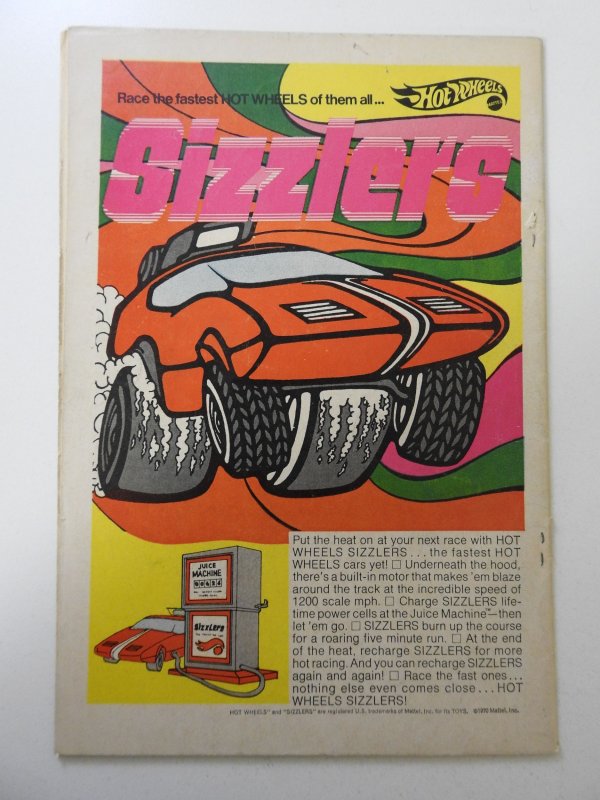 Race the fastest HOT WHEELS of them all...
Hot Wheels
MATTEL
Sizzlers
JUICE
MACHINE
Sizzlers
Put the heat on at your next race with HOT
WHEELS SIZZLERS...the fastest HOT
WHEELS cars yet! □ Underneath the hood,
there's a built-in motor that makes 'em blaze
around the track at the incredible speed of
1200 scale mph. □ Charge SIZZLERS life-
time power cells at the Juice Machine™—then
let 'em go. □ SIZZLERS burn up the course
for a roaring five minute run. □ At the end
of the heat, recharge SIZZLERS for more
hot racing. And you can recharge SIZZLERS
again and again! □ Race the fast ones...
nothing else even comes close...HOT
WHEELS SIZZLERS!
HOT WHEELS® and "SIZZLERS" are registered U.S. trademarks of Mattel, Inc. for its TOYS. ©1970 Mattel, Inc.